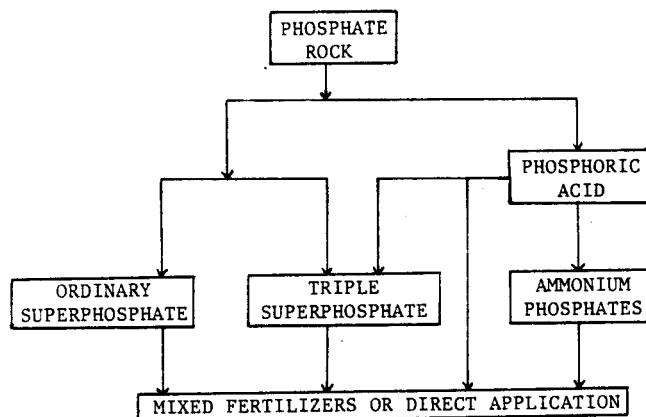 PHOSPHATE
ROCK
PHOSPHORIC
ACID
ORDINARY
SUPERPHOSPHATE
TRIPLE
SUPERPHOSPHATE
AMMONIUM
PHOSPHATES
MIXED FERTILIZERS OR DIRECT APPLICATION